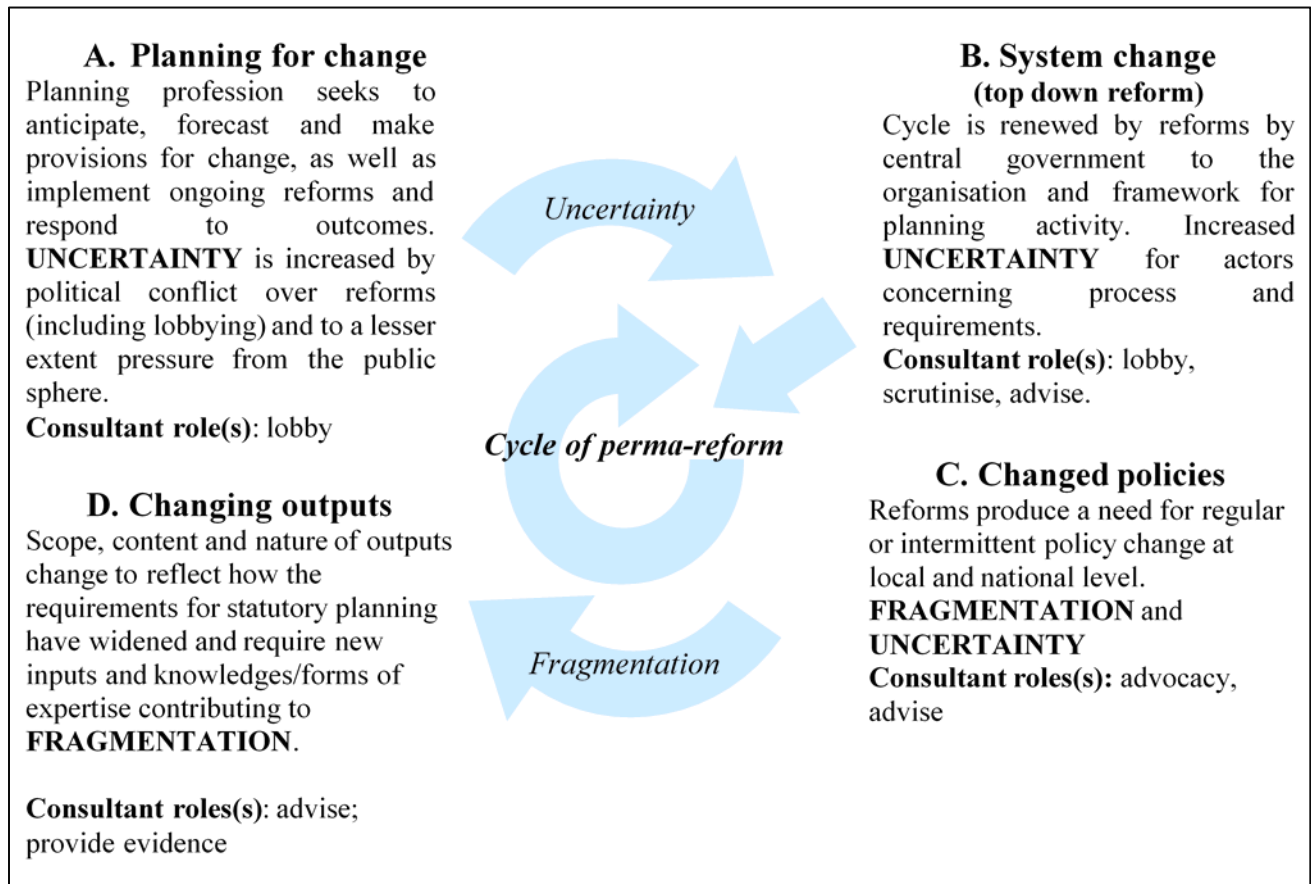 A. Planning for change
Planning profession seeks to
anticipate, forecast and make
provisions for change, as well as
implement ongoing reforms and
respond to outcomes.
UNCERTAINTY is increased by
political conflict over reforms
(including lobbying) and to a lesser
extent pressure from the public
sphere.
Consultant role(s): lobby
Uncertainty
B. System change
(top down reform)
Cycle is renewed by reforms by
central government to the
organisation and framework for
planning activity. Increased
UNCERTAINTY for actors
concerning process and
requirements.
Consultant role(s): lobby,
scrutinise, advise.
Cycle of perma-reform
C. Changed policies
Reforms produce a need for regular
or intermittent policy change at
local and national level.
FRAGMENTATION and
UNCERTAINTY
Consultant roles(s): advocacy,
advise
Fragmentation
D. Changing outputs
Scope, content and nature of outputs
change to reflect how the
requirements for statutory planning
have widened and require new
inputs and knowledges/forms of
expertise contributing to
FRAGMENTATION.
Consultant roles(s): advise;
provide evidence